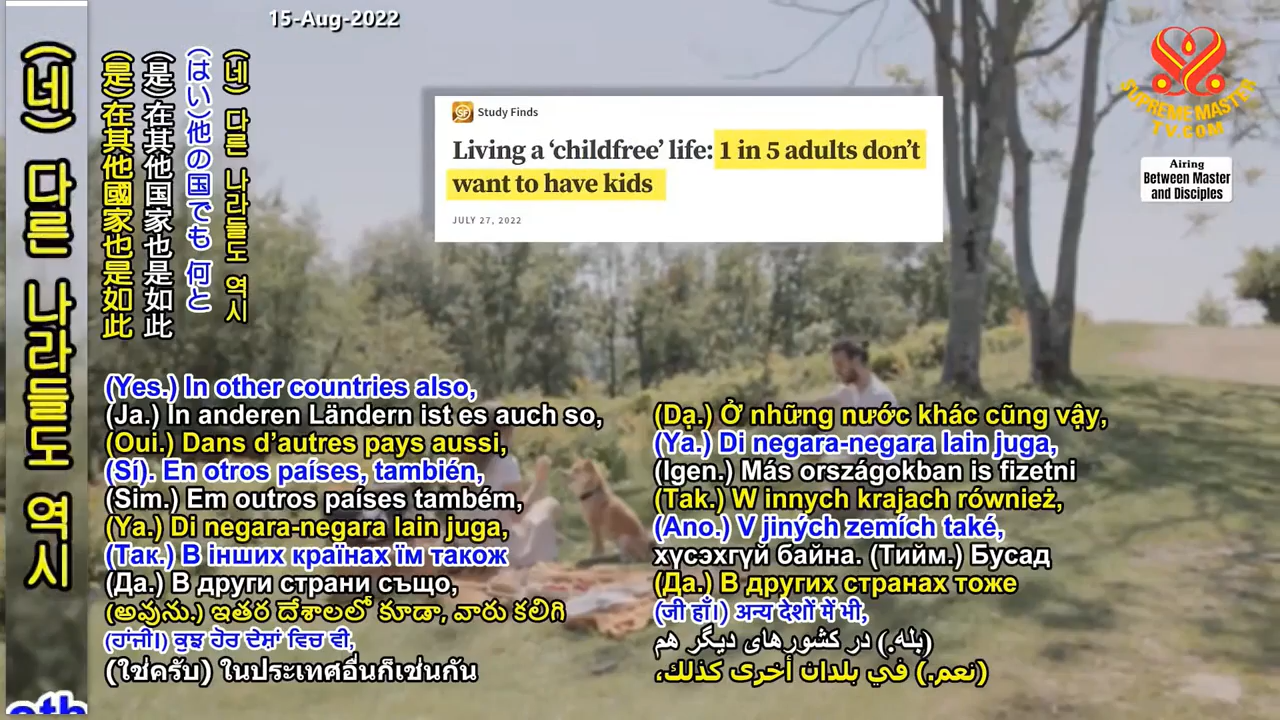 15-Aug-2022
(네) 다른 나라들도 역시
(네) 다른 나라들도 역시
(はい)他の国でも 何と
(是)在其他国家也是如此
(是)在其他國家也是如此
SF Study Finds
Living a ‘childfree’ life: 1 in 5 adults don’t
want to have kids
JULY 27, 2022
SUPREME MASTER
TV.COM
Airing
Between Master
and Disciples
(Yes.) In other countries also,
(Ja.) In anderen Ländern ist es auch so,
(Oui.) Dans d’autres pays aussi,
(Sí). En otros países, también,
(Sim.) Em outros países também,
(Ya.) Di negara-negara lain juga,
(Так.) В інших країнах їм також
(Да.) В други страни също,
(అవును.) ఇతర దేశాలలో కూడా, వారు కలిగి
(ਹਾਂਜੀ।) ਕੁਝ ਹੋਰ ਦੇਸ਼ਾਂ ਵਿਚ ਵੀ,
(ใช่ครับ) ในประเทศอื่นก็เช่นกัน
(Dạ.) Ở những nước khác cũng vậy,
(Ya.) Di negara-negara lain juga,
(Igen.) Más országokban is fizetni
(Tak.) W innych krajach również,
(Ano.) V jiných zemích také,
хүсэхгүй байна. (Тийм.) Бусад
(Да.) В других странах тоже
(जी हाँ।) अन्य देशों में भी,
(بله.) در کشورهای دیگر هم
(نعم.) في بلدان أخرى كذلك،